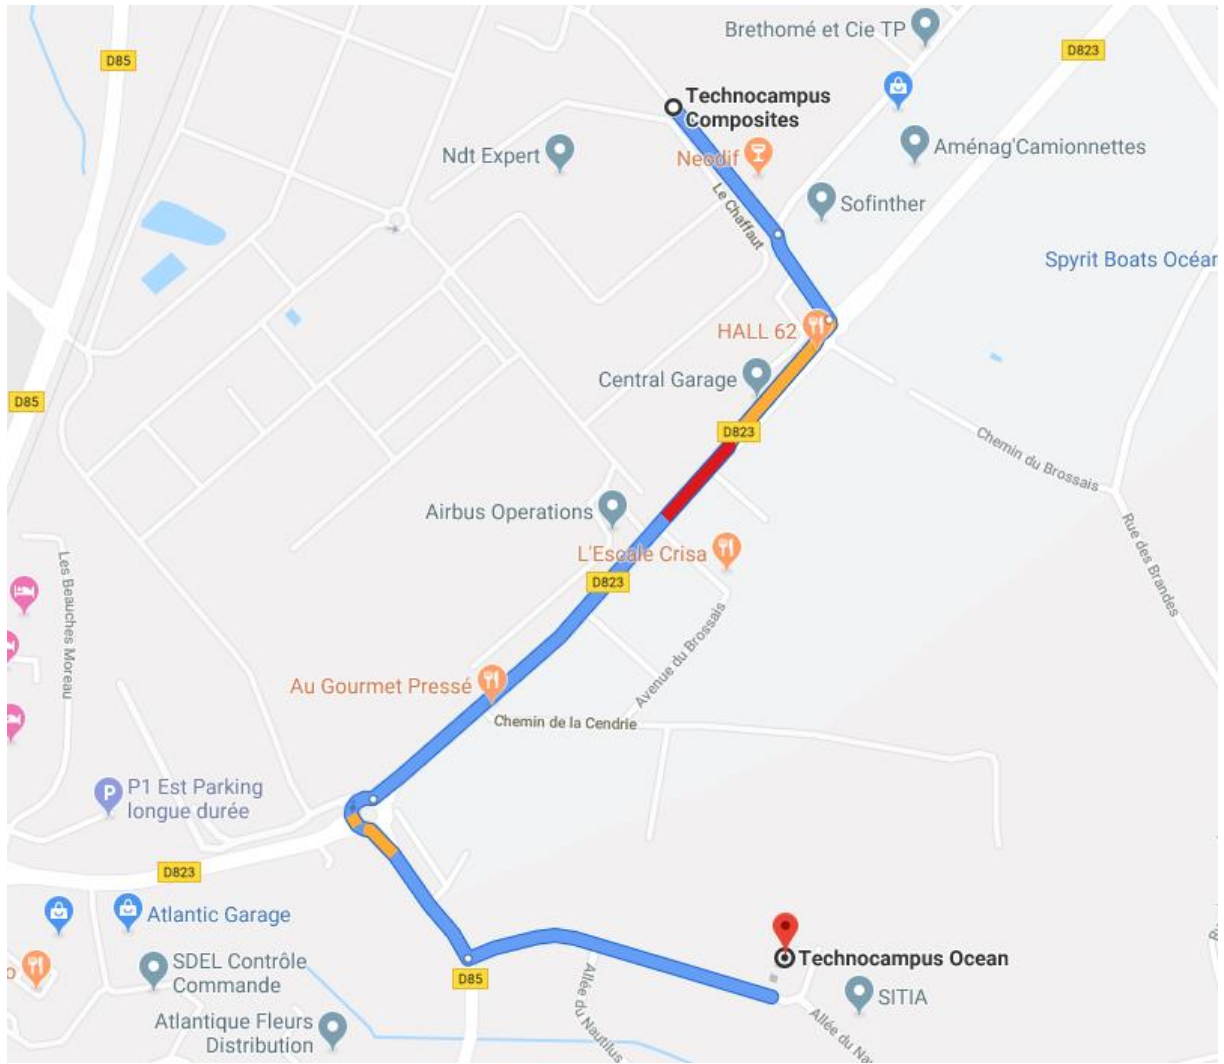 Brethomé et Cie TP
D823
D85
Technocampus
Composites
Aménag'Camionnettes
Ndt Expert
Neodif
Le Chaffaut
Sofinther
Spyrit Boats Océan
HALL 62
Central Garage
D85
D823
Chemin du Brossais
Airbus Operations
L'Escale Crisa
Rue des Brandes
D823
Les Beauches Moreau
Avenue du Brossais
Au Gourmet Pressé
Chemin de la Cendrie
P1 Est Parking
longue durée
D823
Atlantic Garage
Technocampus Ocean
SDEL Contrôle
Commande
D85
Allée du Nautilus
SITIA
Allée du Na
Atlantique Fleurs
Distribution